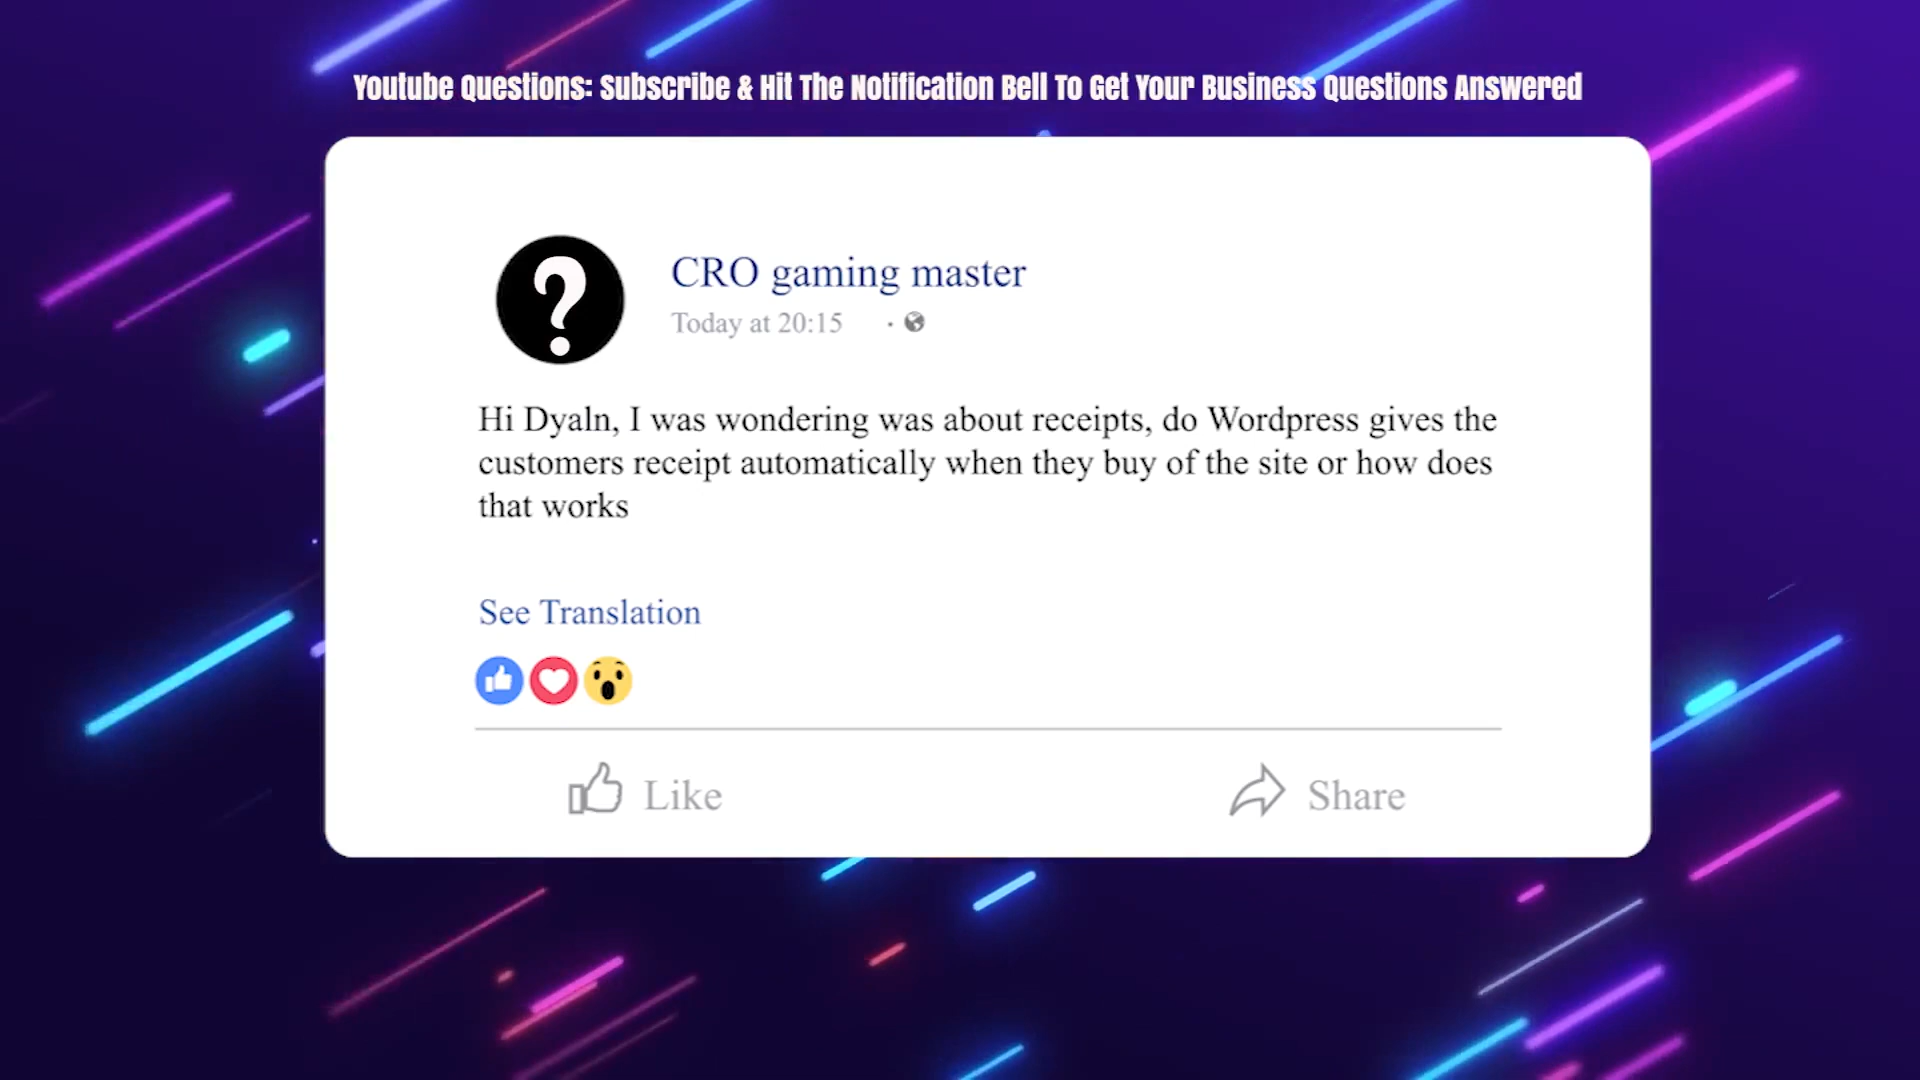 Youtube Questions: Subscribe & Hit The Notification Bell To Get Your Business Questions Answered
CRO gaming master
Today at 20:15 ·
Hi Dyaln, I was wondering was about receipts, do Wordpress gives the
customers receipt automatically when they buy of the site or how does
that works
See Translation
Like
Share